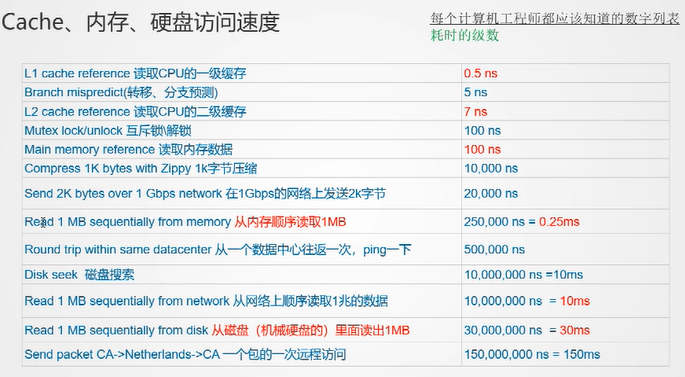 Cache、内存、硬盘访问速度
每个计算机工程师都应该知道的数字列表
耗时的级数
L1 cache reference 读取CPU的一级缓存 0.5 ns
Branch mispredict(转移、分支预测) 5 ns
L2 cache reference 读取CPU的二级缓存 7 ns
Mutex lock/unlock 互斥锁\解锁 100 ns
Main memory reference 读取内存数据 100 ns
Compress 1K bytes with Zippy 1k字节压缩 10,000 ns
Send 2K bytes over 1 Gbps network 在1Gbps的网络上发送2k字节 20,000 ns
Read 1 MB sequentially from memory 从内存顺序读取1MB 250,000 ns = 0.25ms
Round trip within same datacenter 从一个数据中心往返一次，ping一下 500,000 ns
Disk seek 磁盘搜索 10,000,000 ns =10ms
Read 1 MB sequentially from network 从网络上顺序读取1兆的数据 10,000,000 ns = 10ms
Read 1 MB sequentially from disk 从磁盘（机械硬盘的）里面读出1MB 30,000,000 ns = 30ms
Send packet CA->Netherlands->CA 一个包的一次远程访问 150,000,000 ns = 150ms